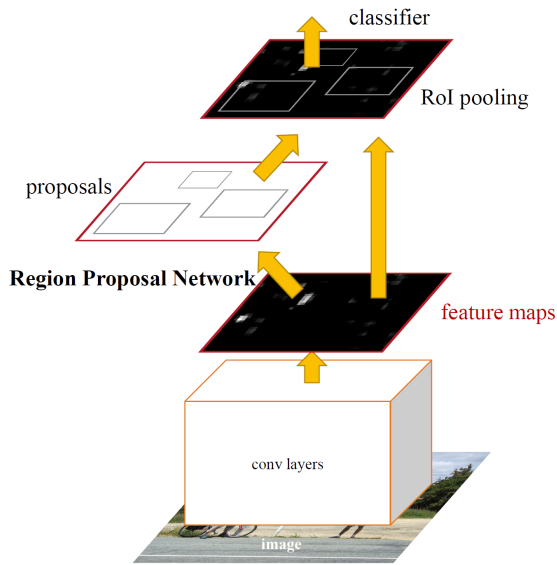 classifier
RoI pooling
proposals
Region Proposal Network
feature maps
conv layers
image